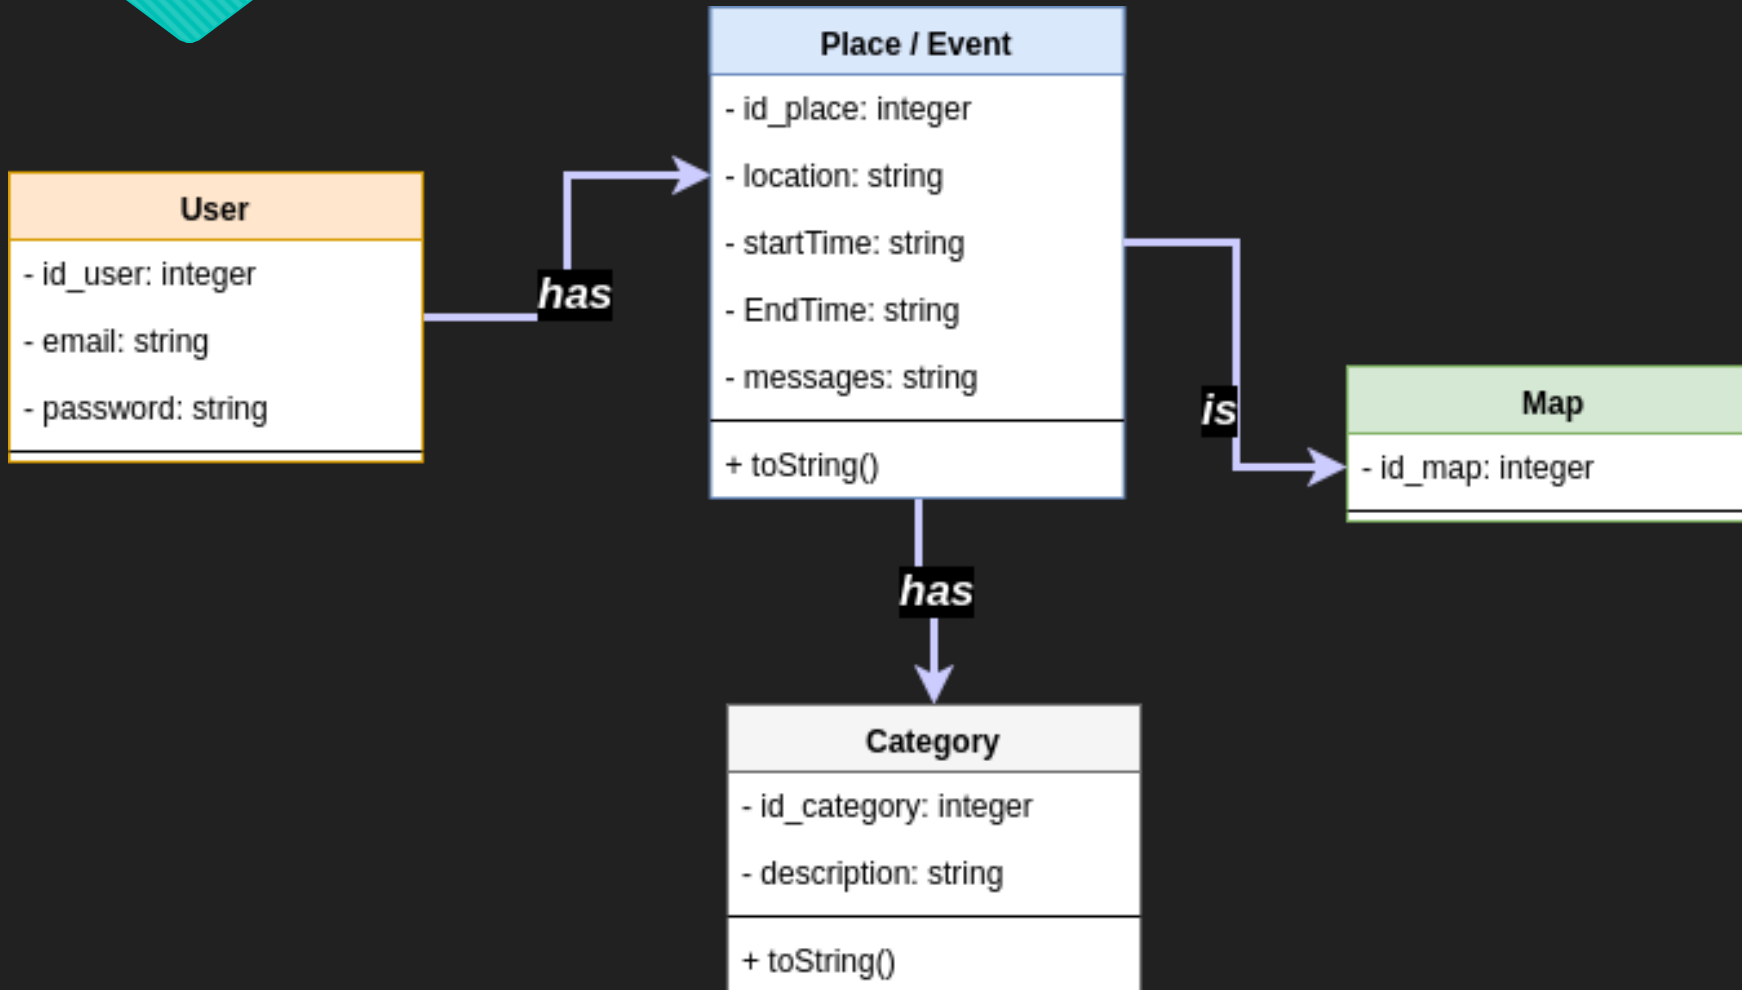 Place / Event
- id_place: integer
- location: string
- startTime: string
- EndTime: string
- messages: string
+ toString()
User
- id_user: integer
- email: string
- password: string
has
is
Map
- id_map: integer
has
Category
- id_category: integer
- description: string
+ toString()